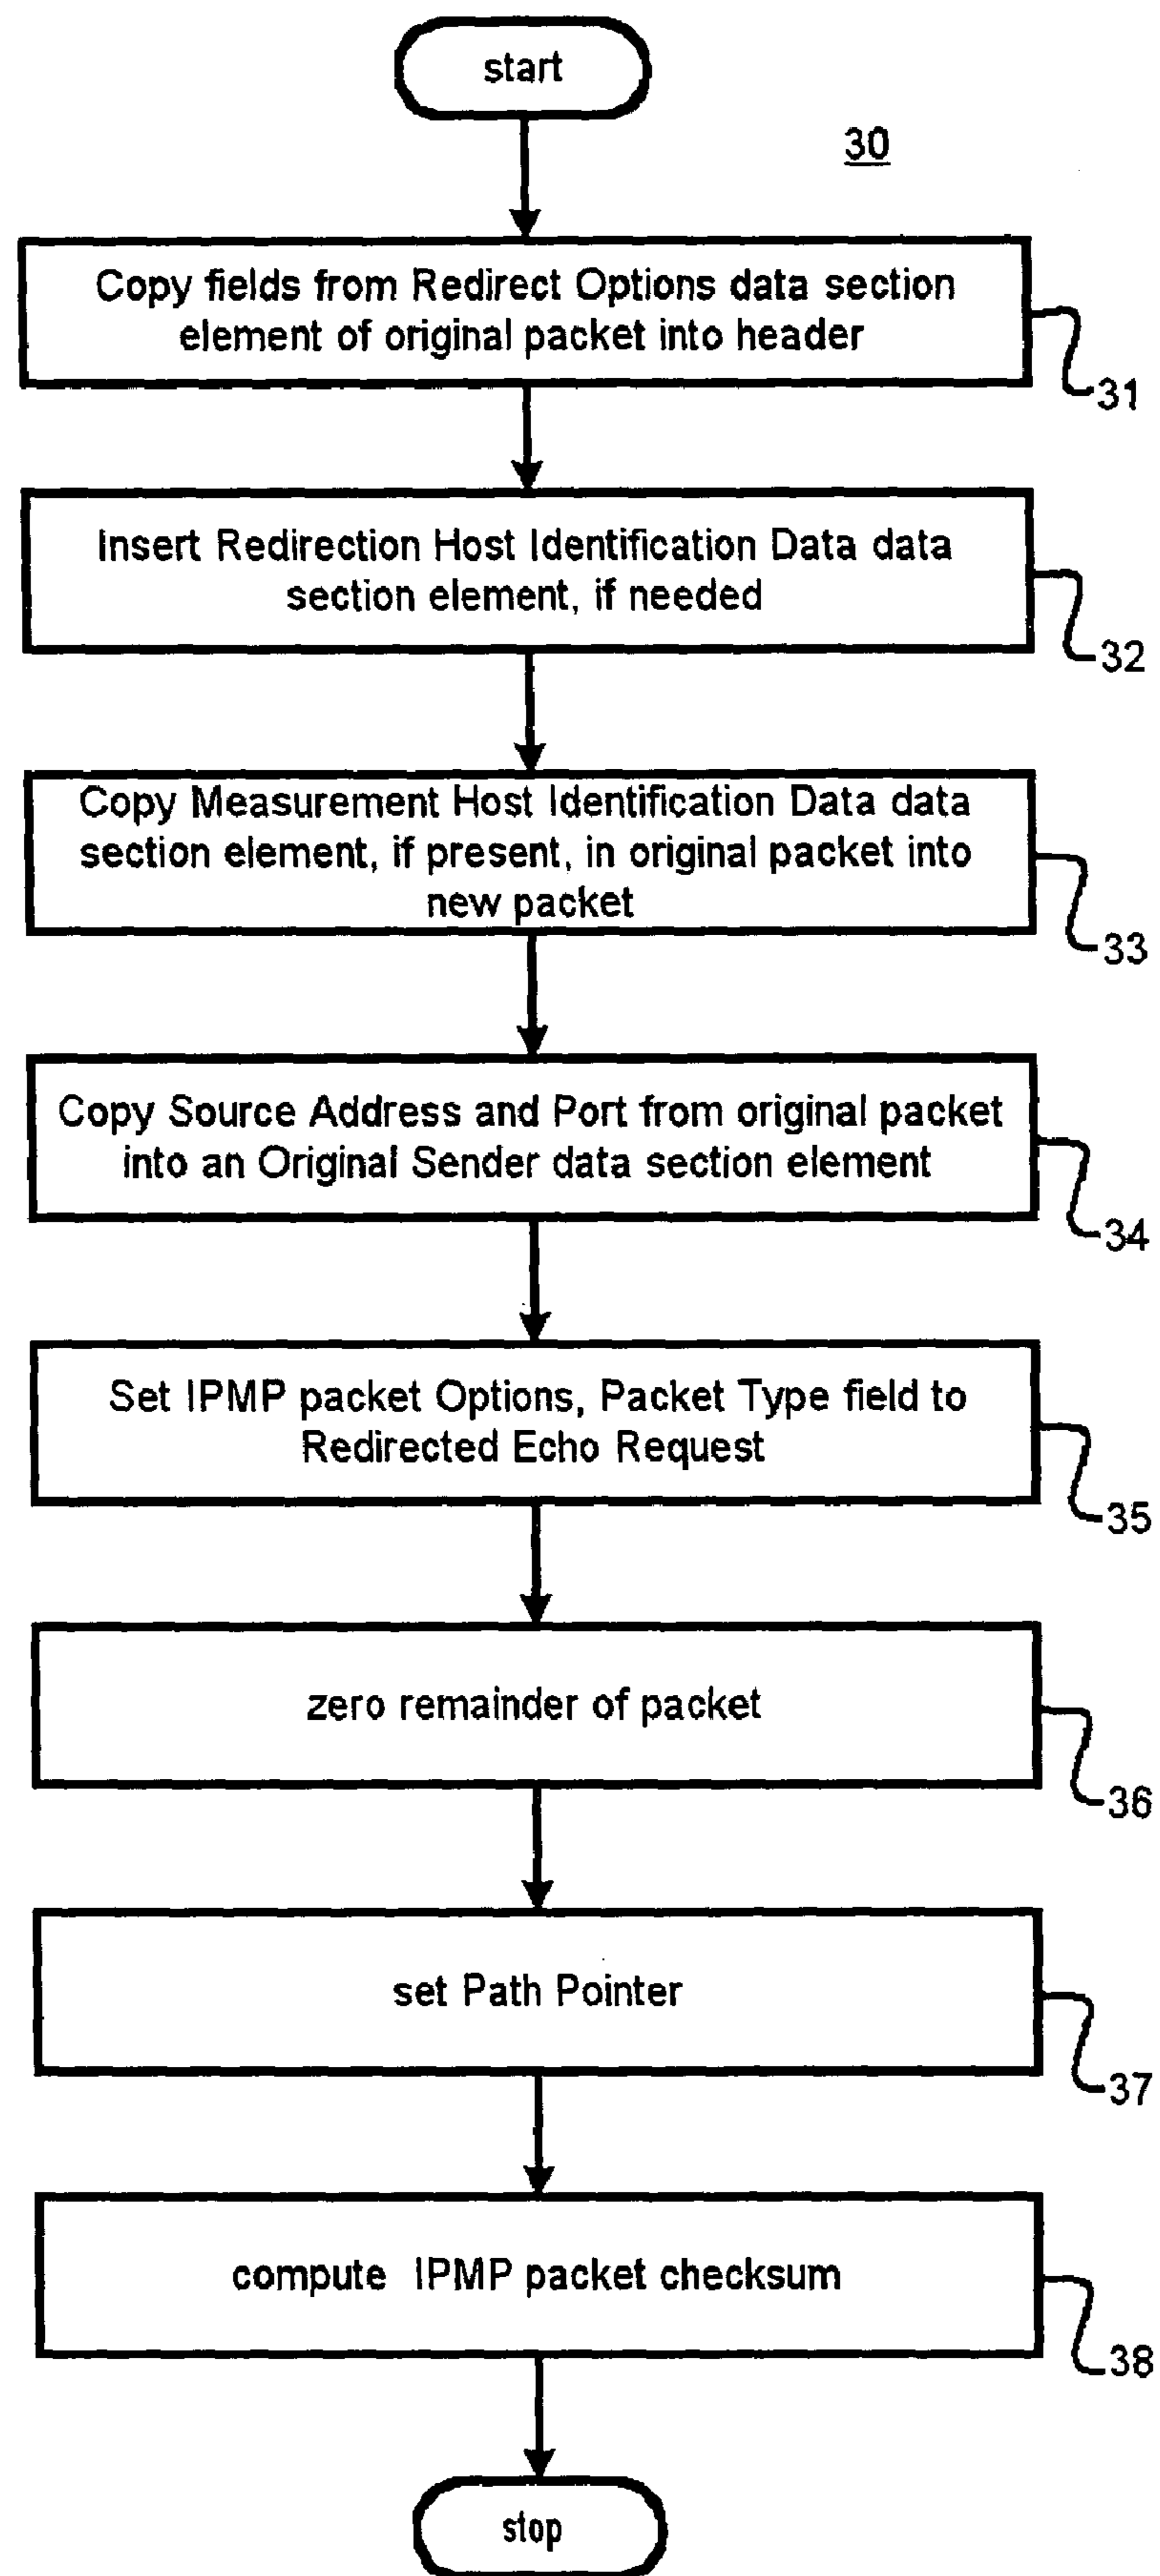 start
30
Copy fields from Redirect Options data section
element of original packet into header
31
Insert Redirection Host Identification Data data
section element, if needed
32
Copy Measurement Host Identification Data data
section element, if present, in original packet into
new packet
33
Copy Source Address and Port from original packet
into an Original Sender data section element
34
Set IPMP packet Options, Packet Type field to
Redirected Echo Request
35
zero remainder of packet
36
set Path Pointer
37
compute IPMP packet checksum
38
stop